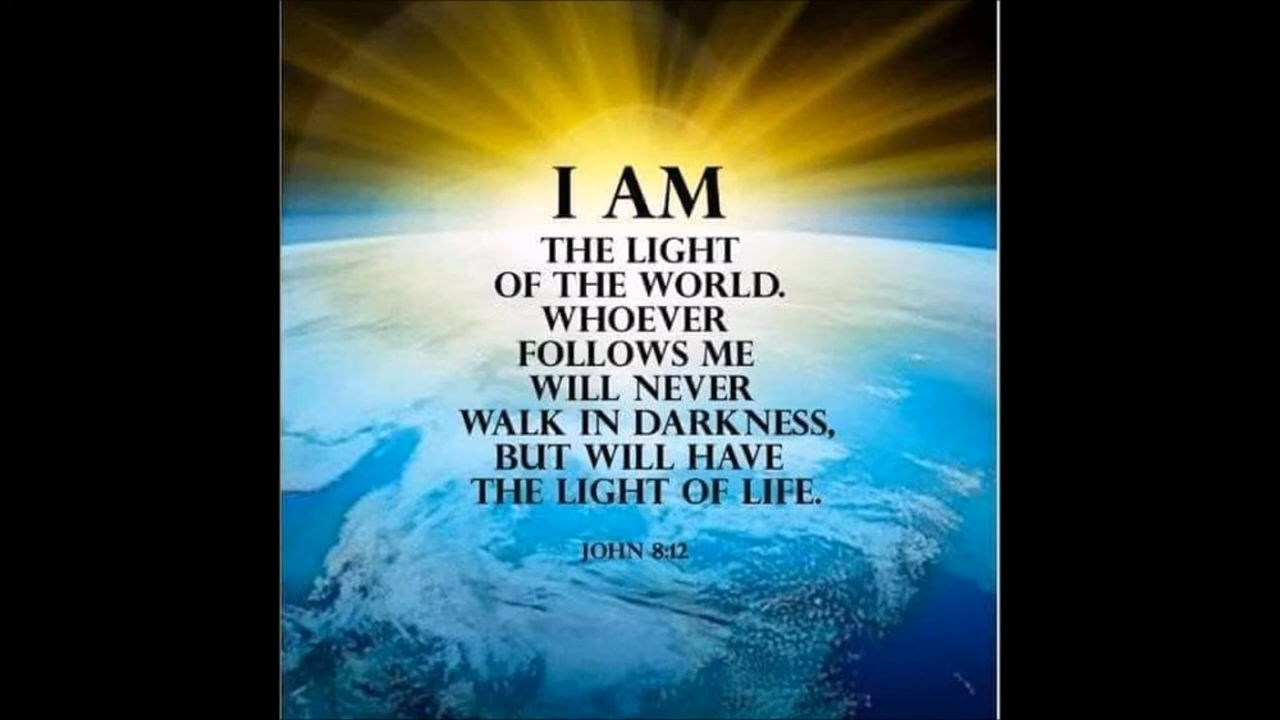 I AM
THE LIGHT
OF THE WORLD.
WHOEVER
FOLLOWS ME
WILL NEVER
WALK IN DARKNESS,
BUT WILL HAVE
THE LIGHT OF LIFE.
JOHN 8:12